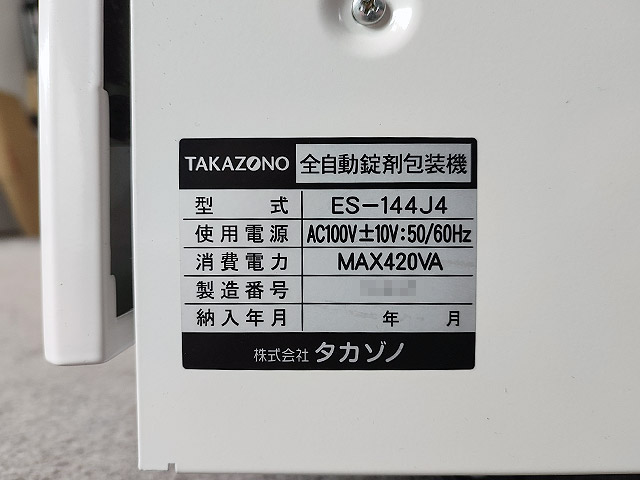 TAKAZONO 全自動錠剤包装機
型 式 ES-144J4
使用電源 AC100V±10V:50/60Hz
消費電力 MAX420VA
製造番号
納入年月 年 月
株式会社 タカゾノ